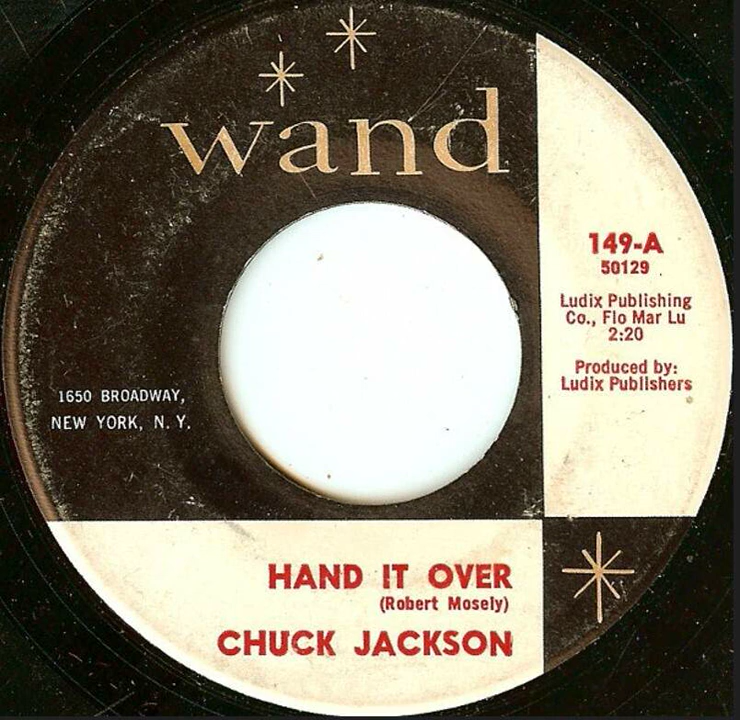 wand
149-A
50129
Ludix Publishing
Co., Flo Mar Lu
2:20
Produced by:
Ludix Publishers
1650 BROADWAY,
NEW YORK, N.Y.
HAND IT OVER
(Robert Mosely)
CHUCK JACKSON